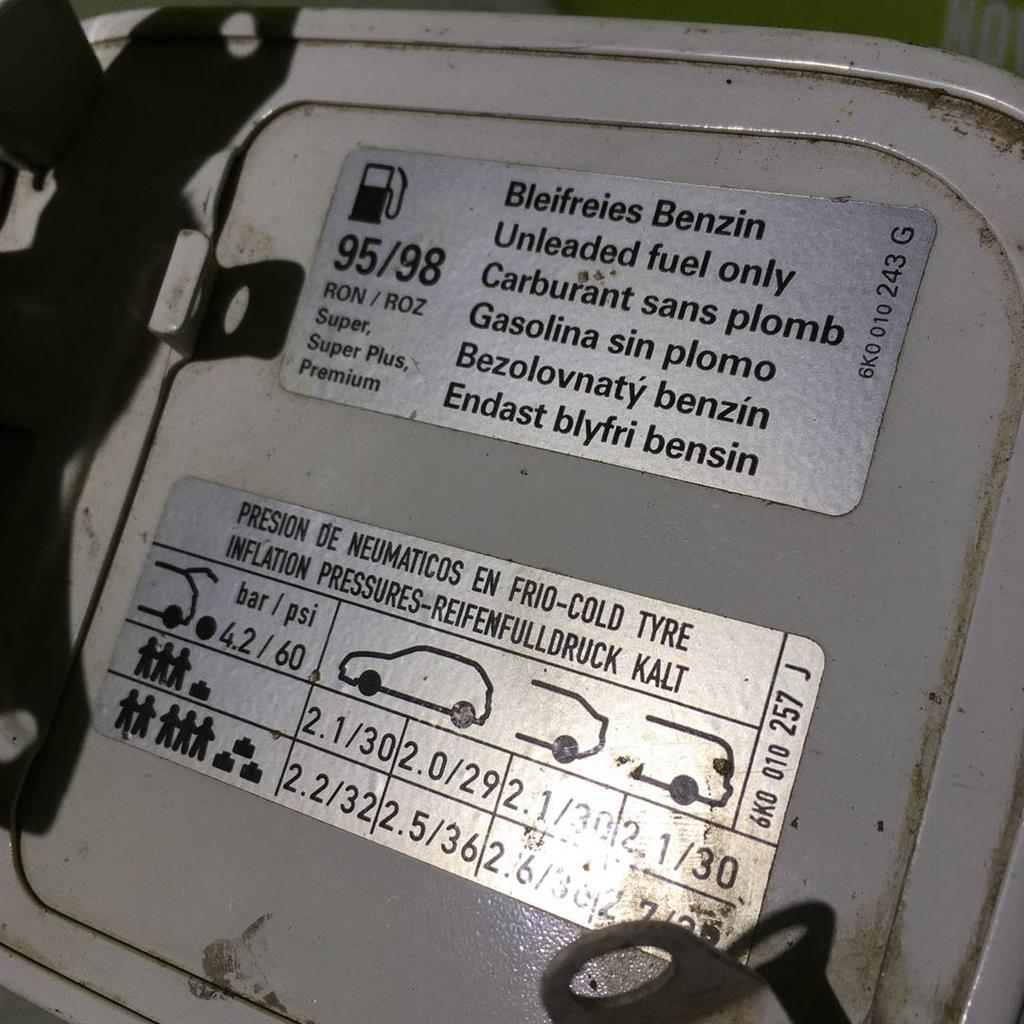 NO
95/98
RON / ROZ
Super,
Super Plus,
Premium
Bleifreies Benzin
Unleaded fuel only
Carburant sans plomb
Gasolina sin plomo
Bezolovnatý benzín
Endast blyfri bensin
6K0 010 243 G
PRESION DE NEUMATICOS EN FRIO-COLD TYRE
INFLATION PRESSURES-REIFENFULLDRUCK KALT
bar / psi
4.2 / 60
2.1/30 2.0/29 2.1/30 2.1/30
2.2/32 2.5/36 2.6/
6K0 010 257 J